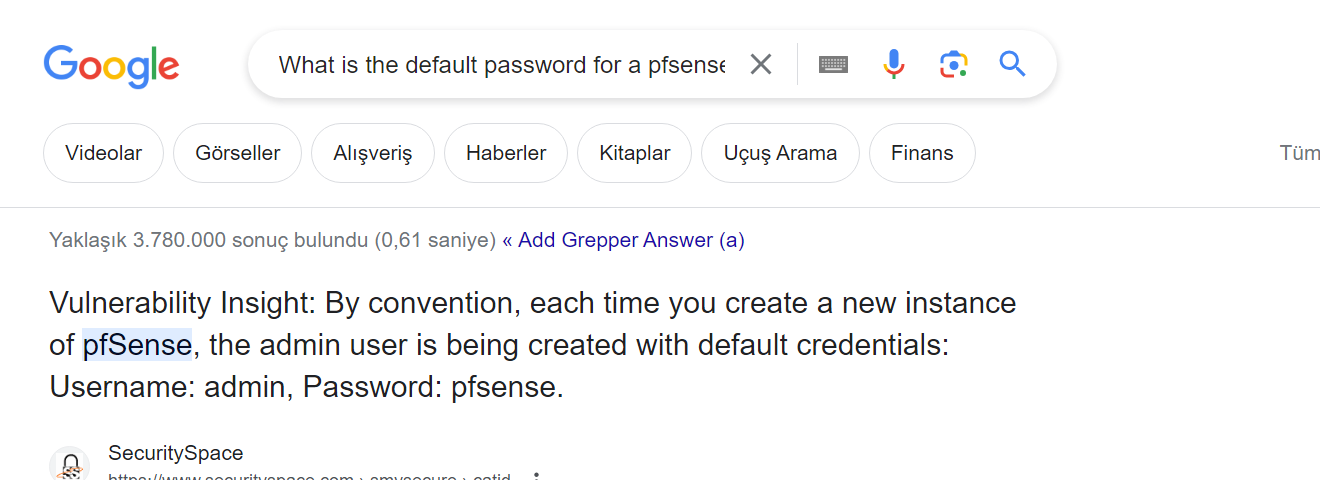 Google
What is the default password for a pfsense
Videolar
Görseller
Alışveriş
Haberler
Kitaplar
Uçuş Arama
Finans
Tüm
Yaklaşık 3.780.000 sonuç bulundu (0,61 saniye) « Add Grepper Answer (a)
Vulnerability Insight: By convention, each time you create a new instance
of pfSense, the admin user is being created with default credentials:
Username: admin, Password: pfsense.
SecuritySpace
https://www.securityspace.com › smysecure › catid